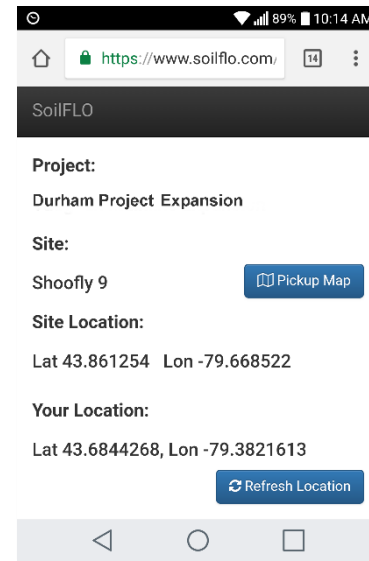 89% 10:14 AM
https://www.soilflo.com/ 14
SoilFLO
Project:
Durham Project Expansion
Site:
Shoofly 9 Pickup Map
Site Location:
Lat 43.861254 Lon -79.668522
Your Location:
Lat 43.6844268, Lon -79.3821613
Refresh Location